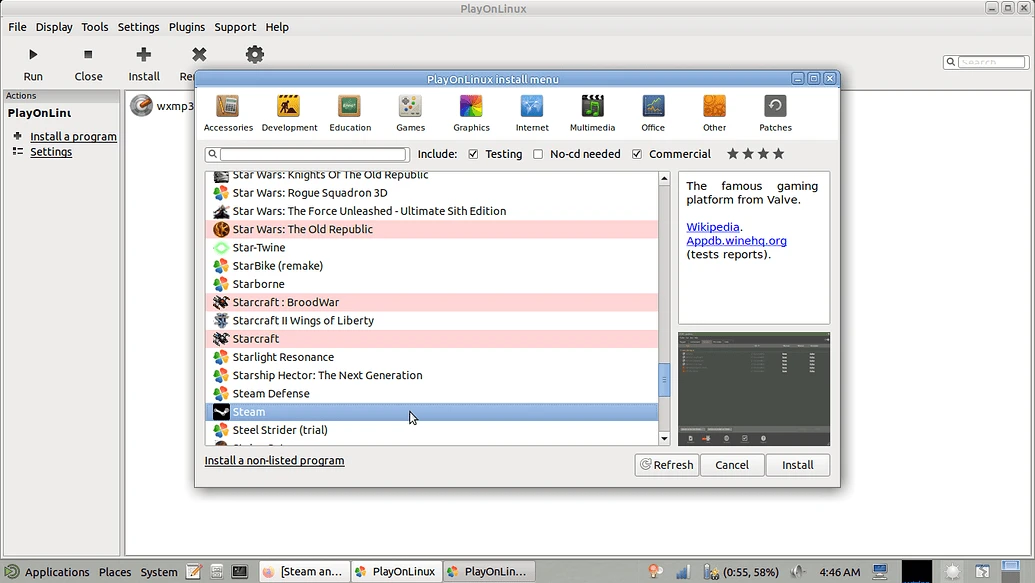 PlayOnLinux
File Display Tools Settings Plugins Support Help
Run Close Install Re
search
Actions
PlayOnLinu
Install a program
Settings
wxmp3
PlayOnLinux install menu
Accessories Development Education Games Graphics Internet Multimedia Office Other Patches
Include: Testing No-cd needed Commercial
Star Wars: Knights Of The Old Republic
Star Wars: Rogue Squadron 3D
Star Wars: The Force Unleashed - Ultimate Sith Edition
Star Wars: The Old Republic
Star-Twine
StarBike (remake)
Starborne
Starcraft : BroodWar
Starcraft II Wings of Liberty
Starcraft
Starlight Resonance
Starship Hector: The Next Generation
Steam Defense
Steam
Steel Strider (trial)
The famous gaming
platform from Valve.
Wikipedia.
Appdb.winehq.org
(tests reports).
Install a non-listed program
Refresh Cancel Install
Applications Places System [Steam an... PlayOnLinux PlayOnLin... (0:55, 58%) 4:46 AM